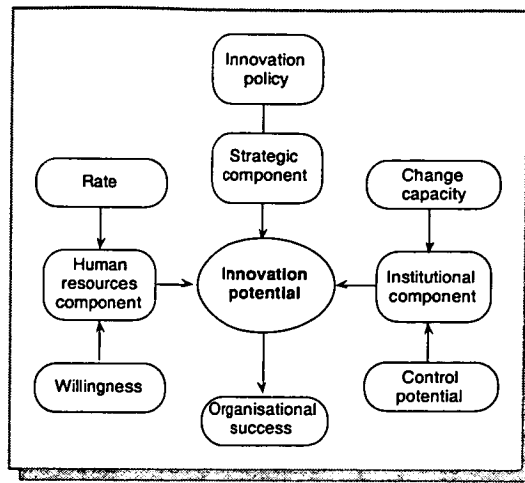 Innovation
policy
Strategic
component
Rate
Change
capacity
Human
resources
component
Innovation
potential
Institutional
component
Willingness
Organisational
success
Control
potential